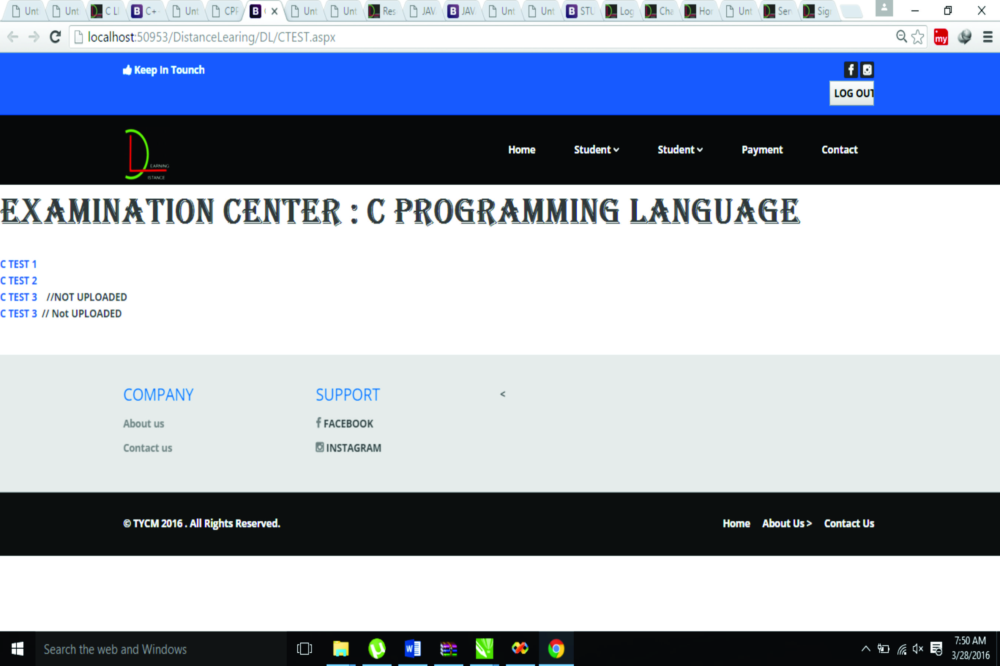 Unt Unt C LI C+ Unt CPF Unt Unt Res JAV JAV Unt Unt STU Log Cha Hor Unt Ser Sig
localhost:50953/DistanceLearing/DL/CTEST.aspx
my
Keep In Tounch
LOG OUT
EARNING
ISTANCE
Home Student Student Payment Contact
EXAMINATION CENTER : C PROGRAMMING LANGUAGE
C TEST 1
C TEST 2
C TEST 3 //NOT UPLOADED
C TEST 3 // Not UPLOADED
COMPANY SUPPORT <
About us FACEBOOK
Contact us INSTAGRAM
© TYCM 2016 . All Rights Reserved. Home About Us > Contact Us
Search the web and Windows
7:50 AM
3/28/2016